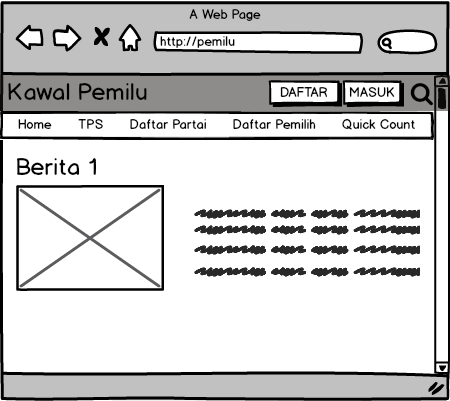 A Web Page
http://pemilu
Kawal Pemilu DAFTAR MASUK
Home TPS Daftar Partai Daftar Pemilih Quick Count
Berita 1